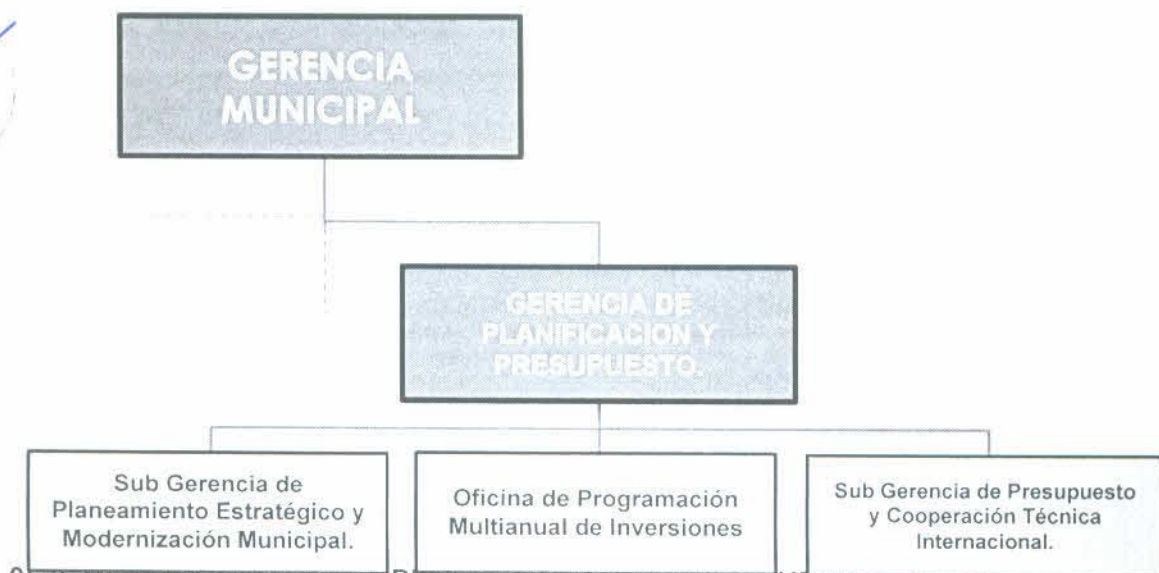 GERENCIA
MUNICIPAL
GERENCIA DE
PLANIFICACION Y
PRESUPUESTO.
Sub Gerencia de
Planeamiento Estratégico y
Modernización Municipal.
Oficina de Programación
Multianual de Inversiones
Sub Gerencia de Presupuesto
y Cooperación Técnica
Internacional.